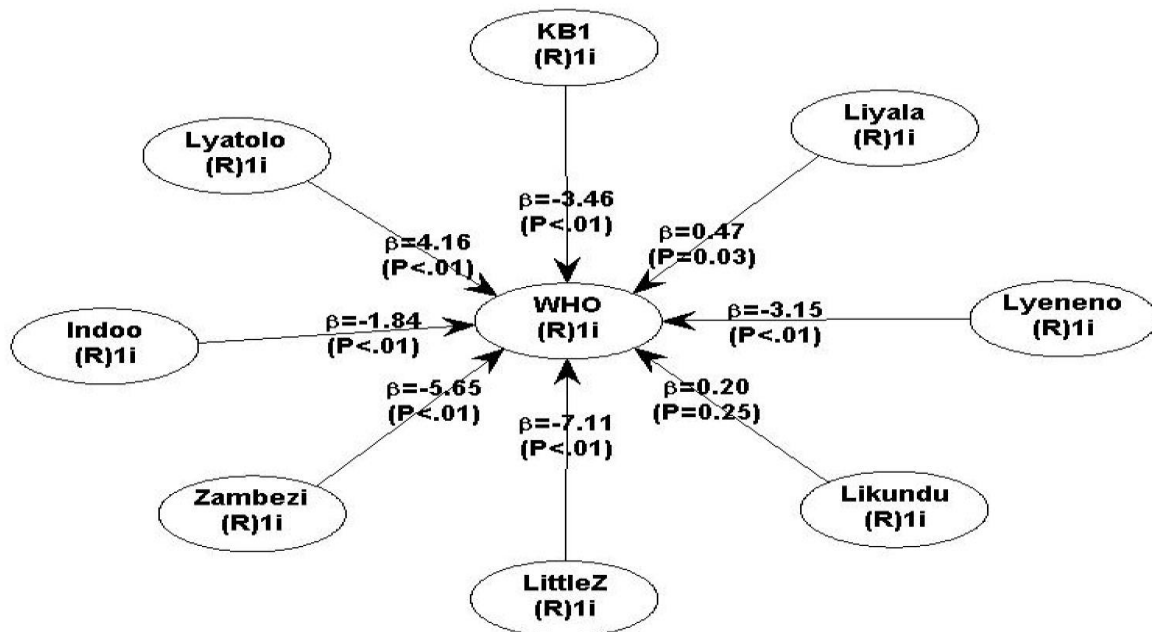 KB1
(R)1i
Liyala
(R)1i
Lyatolo
(R)1i
β=-3.46
(P<.01)
β=0.47
(P=0.03)
β=4.16
(P<.01)
WHO
(R)1i
Lyeneno
(R)1i
β=-3.15
(P<.01)
Indoo
(R)1i
β=-1.84
(P<.01)
β=-5.65
(P<.01)
β=0.20
(P=0.25)
β=-7.11
(P<.01)
Zambezi
(R)1i
Likundu
(R)1i
LittleZ
(R)1i